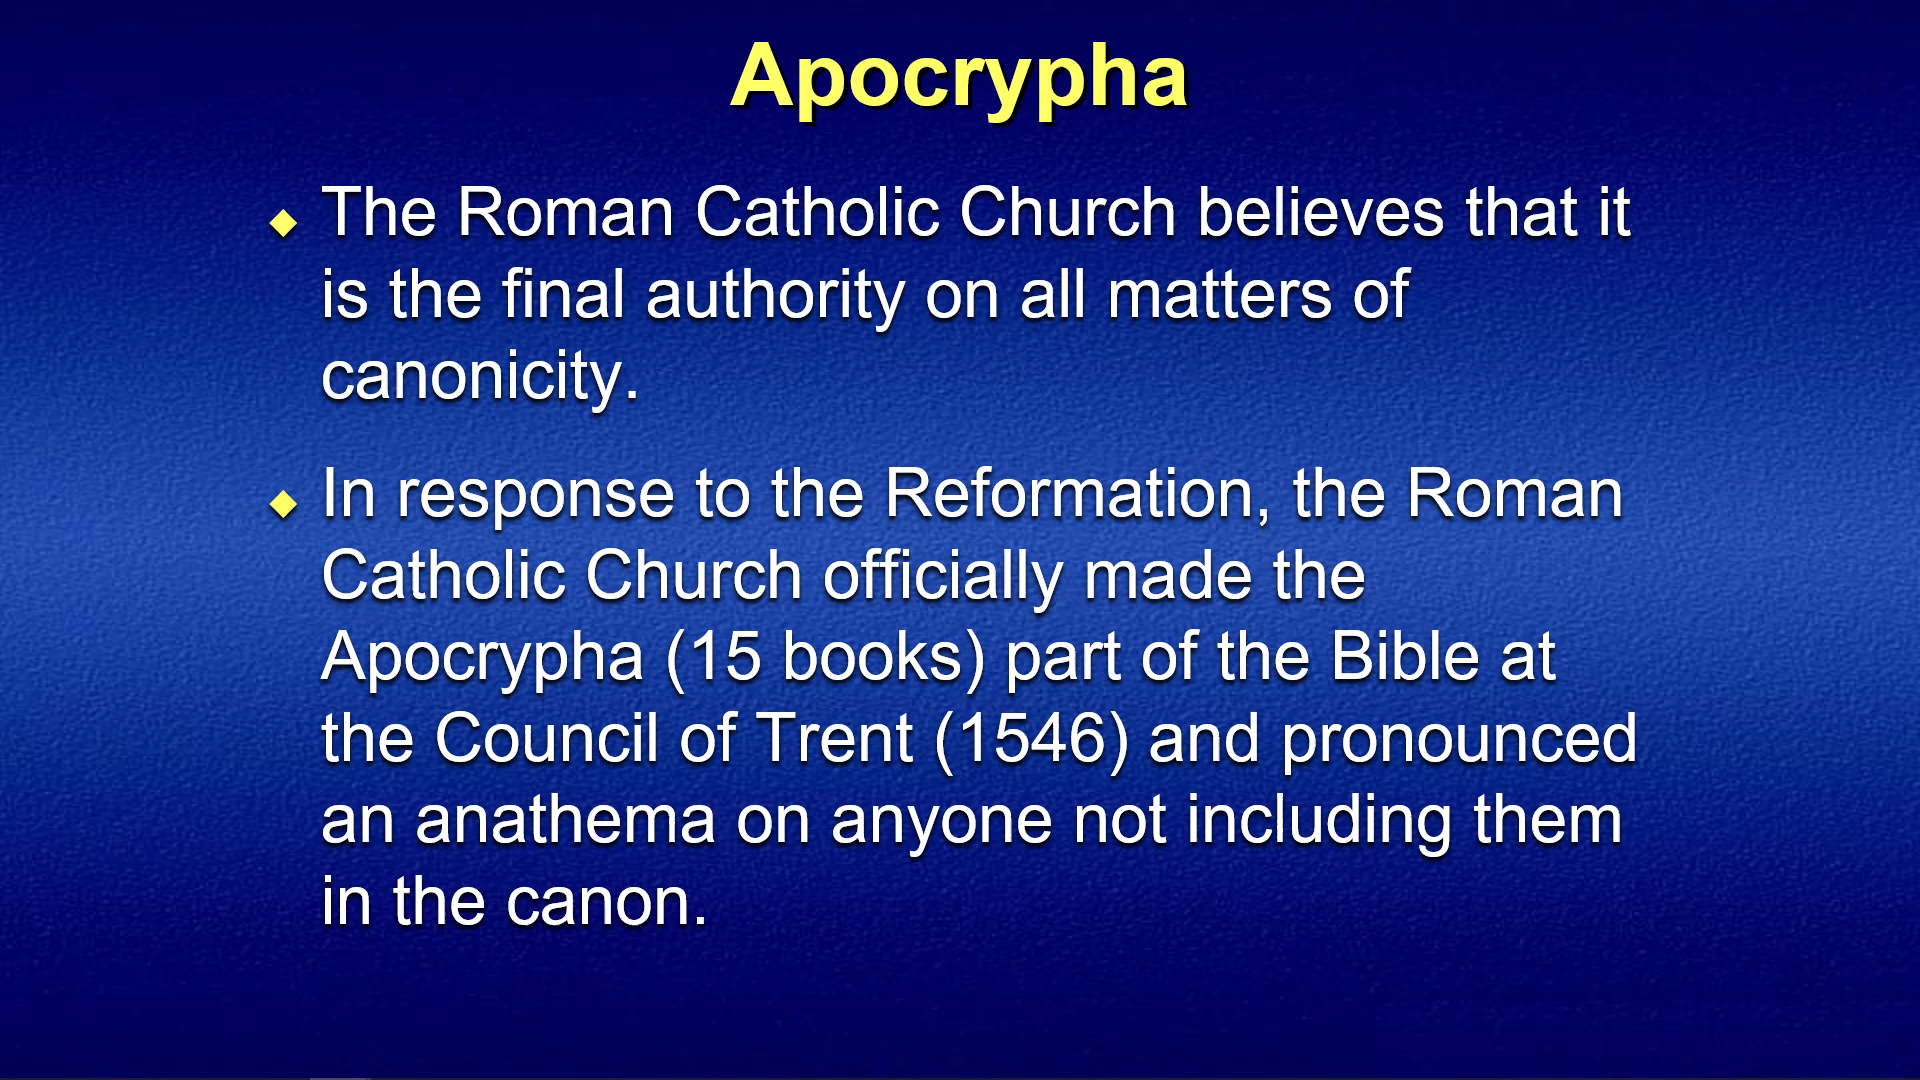 Apocrypha
The Roman Catholic Church believes that it
is the final authority on all matters of
canonicity.
In response to the Reformation, the Roman
Catholic Church officially made the
Apocrypha (15 books) part of the Bible at
the Council of Trent (1546) and pronounced
an anathema on anyone not including them
in the canon.